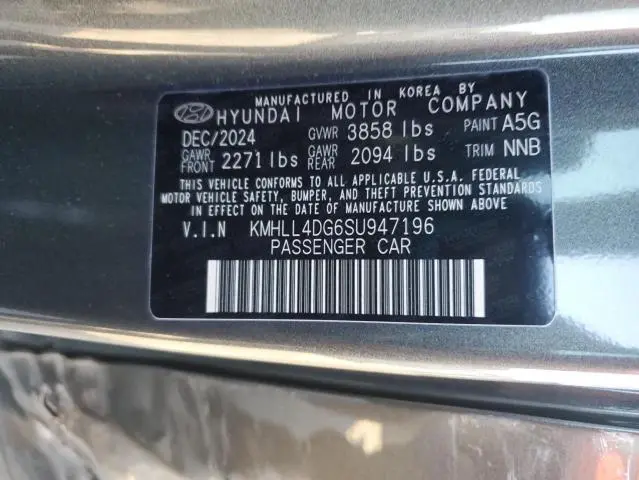 MANUFACTURED IN KOREA BY
HYUNDAI MOTOR COMPANY
DEC/2024 GVWR 3858 lbs PAINT A5G
GAWR FRONT 2271 lbs GAWR REAR 2094 lbs TRIM NNB
THIS VEHICLE CONFORMS TO ALL APPLICABLE U.S.A. FEDERAL
MOTOR VEHICLE SAFETY, BUMPER, AND THEFT PREVENTION STANDARDS
IN EFFECT ON THE DATE OF MANUFACTURE SHOWN ABOVE.
V.I.N KMHLL4DG6SU947196
PASSENGER CAR